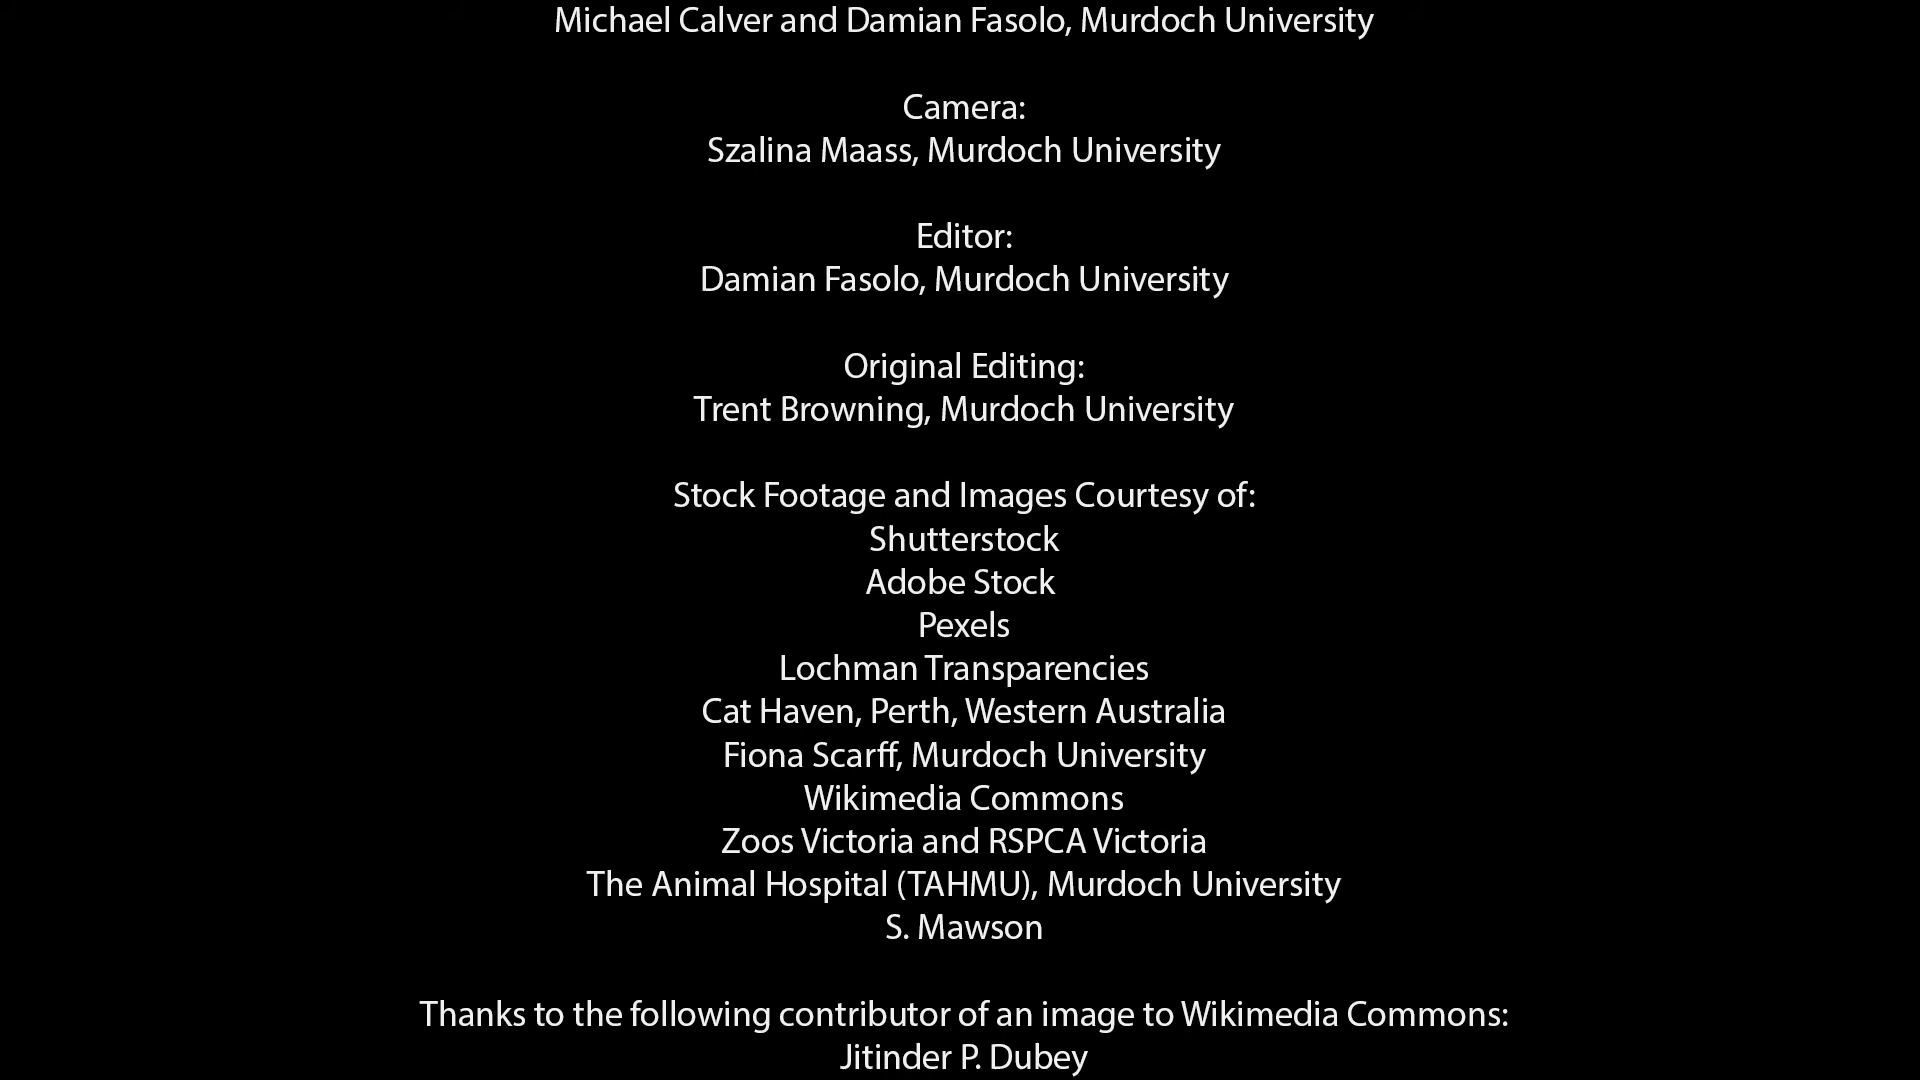 Michael Calver and Damian Fasolo, Murdoch University
Camera:
Szalina Maass, Murdoch University
Editor:
Damian Fasolo, Murdoch University
Original Editing:
Trent Browning, Murdoch University
Stock Footage and Images Courtesy of:
Shutterstock
Adobe Stock
Pexels
Lochman Transparencies
Cat Haven, Perth, Western Australia
Fiona Scarff, Murdoch University
Wikimedia Commons
Zoos Victoria and RSPCA Victoria
The Animal Hospital (TAHMU), Murdoch University
S. Mawson
Thanks to the following contributor of an image to Wikimedia Commons:
Jitinder P. Dubey